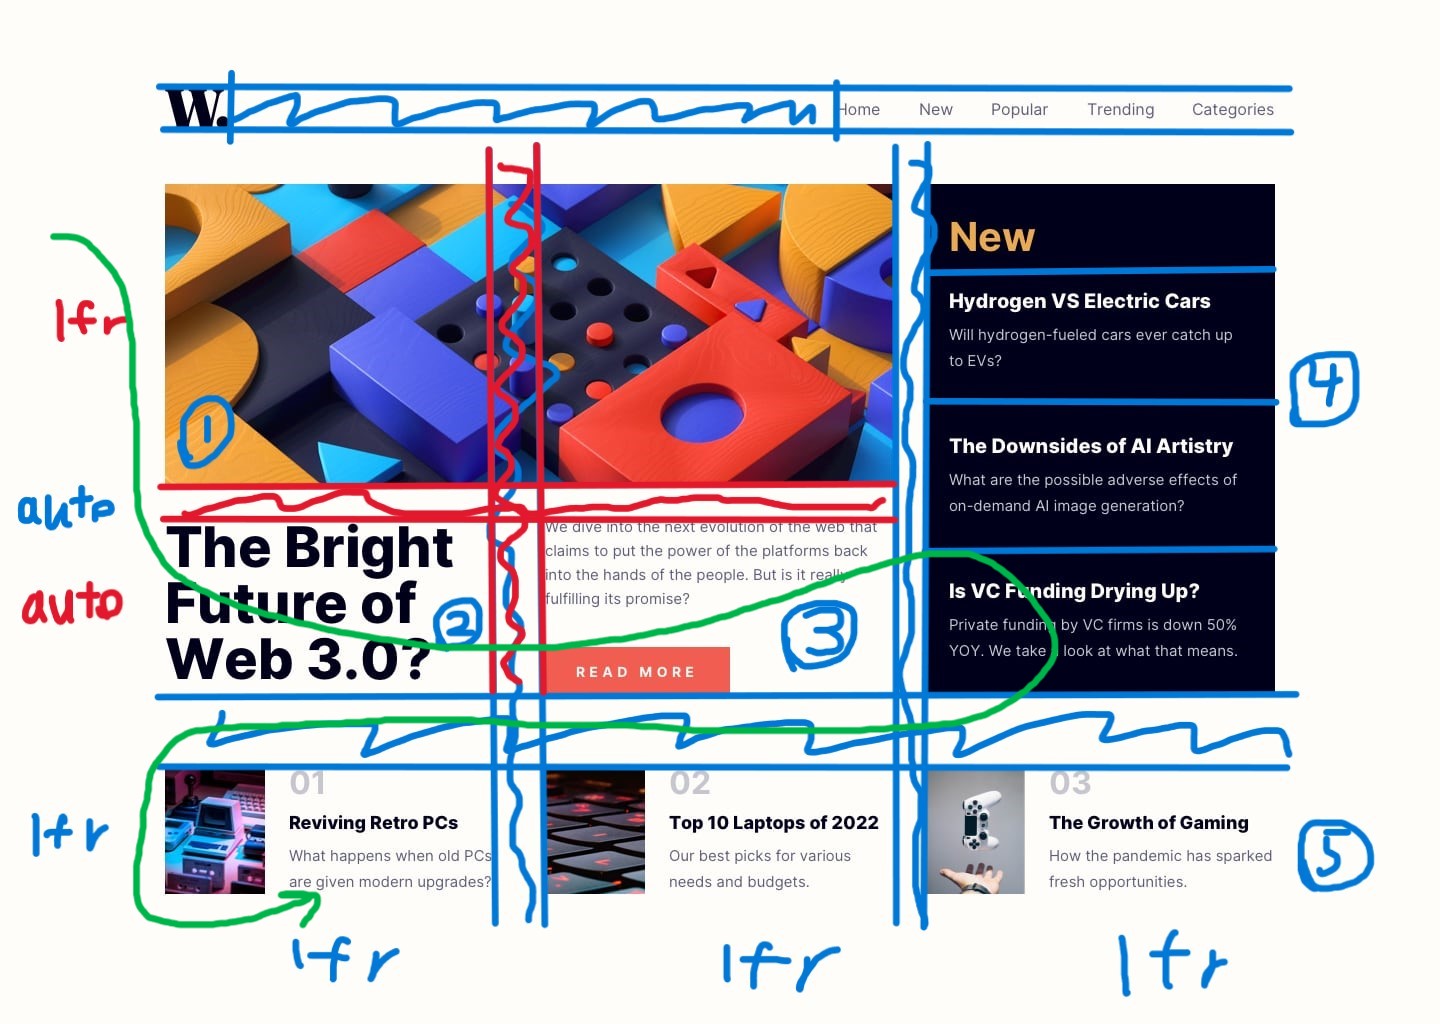 W. Home New Popular Trending Categories
New
Hydrogen VS Electric Cars
Will hydrogen-fueled cars ever catch up
to EVs?
The Downsides of AI Artistry
What are the possible adverse effects of
on-demand AI image generation?
Is VC Funding Drying Up?
Private funding by VC firms is down 50%
YOY. We take a look at what that means.
4
1fr
1
auto
auto
The Bright
Future of
Web 3.0?
2
We dive into the next evolution of the web that
claims to put the power of the platforms back
into the hands of the people. But is it really
fulfilling its promise?
3
READ MORE
1fr
01
Reviving Retro PCs
What happens when old PCs
are given modern upgrades?
02
Top 10 Laptops of 2022
Our best picks for various
needs and budgets.
03
The Growth of Gaming
How the pandemic has sparked
fresh opportunities.
5
1fr 1fr 1fr